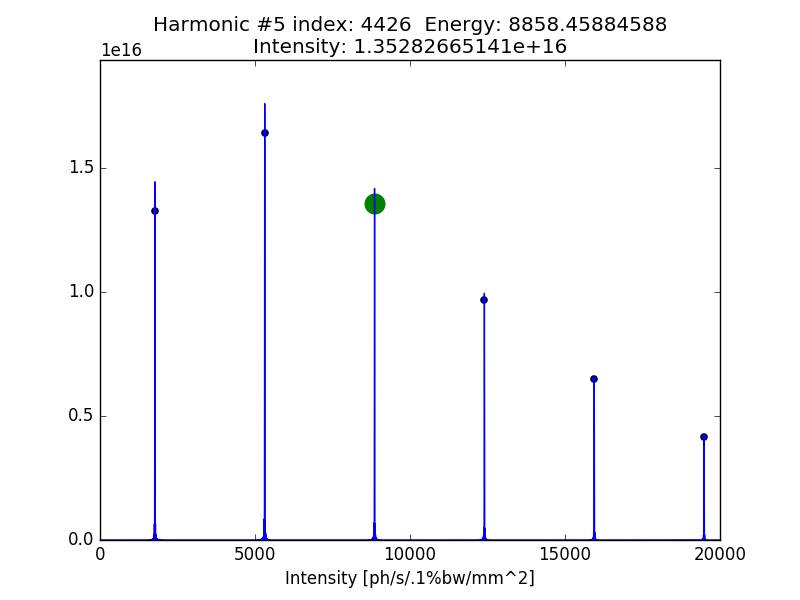 Harmonic #5 index: 4426  Energy: 8858.45884588
Intensity: 1.35282665141e+16
1e16
1.5
1.0
0.5
0.0
0 5000 10000 15000 20000
Intensity [ph/s/.1%bw/mm^2]